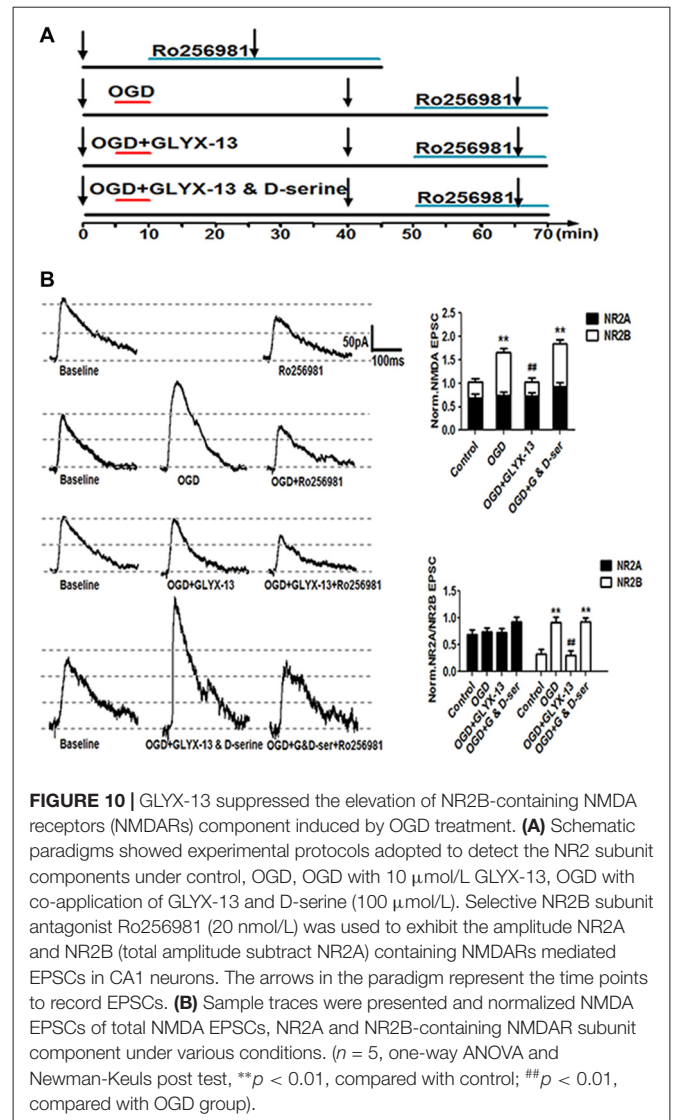 A
Ro256981
OGD
Ro256981
OGD+GLYX-13
Ro256981
OGD+GLYX-13 & D-serine
Ro256981
0 10 20 30 40 50 60 70 (min)
B
Baseline
Ro256981
50pA
100ms
Baseline
OGD
OGD+Ro256981
Baseline
OGD+GLYX-13
OGD+GLYX-13+Ro256981
Baseline
OGD+GLYX-13 & D-serine
OGD+G&D-ser+Ro256981
Norm.NMDA EPSC
2.5
2.0
1.5
1.0
0.5
0.0
**
##
**
NR2A
NR2B
Control
OGD
OGD+GLYX-13
OGD+G & D-ser
Norm.NR2A/NR2B EPSC
1.5
1.0
0.5
0.0
**
##
**
NR2A
NR2B
Control
OGD
OGD+GLYX-13
OGD+G & D-ser
Control
OGD
OGD+GLYX-13
OGD+G & D-ser
FIGURE 10 | GLYX-13 suppressed the elevation of NR2B-containing NMDA
receptors (NMDARs) component induced by OGD treatment. (A) Schematic
paradigms showed experimental protocols adopted to detect the NR2 subunit
components under control, OGD, OGD with 10 μmol/L GLYX-13, OGD with
co-application of GLYX-13 and D-serine (100 μmol/L). Selective NR2B subunit
antagonist Ro256981 (20 nmol/L) was used to exhibit the amplitude NR2A
and NR2B (total amplitude subtract NR2A) containing NMDARs mediated
EPSCs in CA1 neurons. The arrows in the paradigm represent the time points
to record EPSCs. (B) Sample traces were presented and normalized NMDA
EPSCs of total NMDA EPSCs, NR2A and NR2B-containing NMDAR subunit
component under various conditions. (n = 5, one-way ANOVA and
Newman-Keuls post test, **p < 0.01, compared with control; ##p < 0.01,
compared with OGD group).